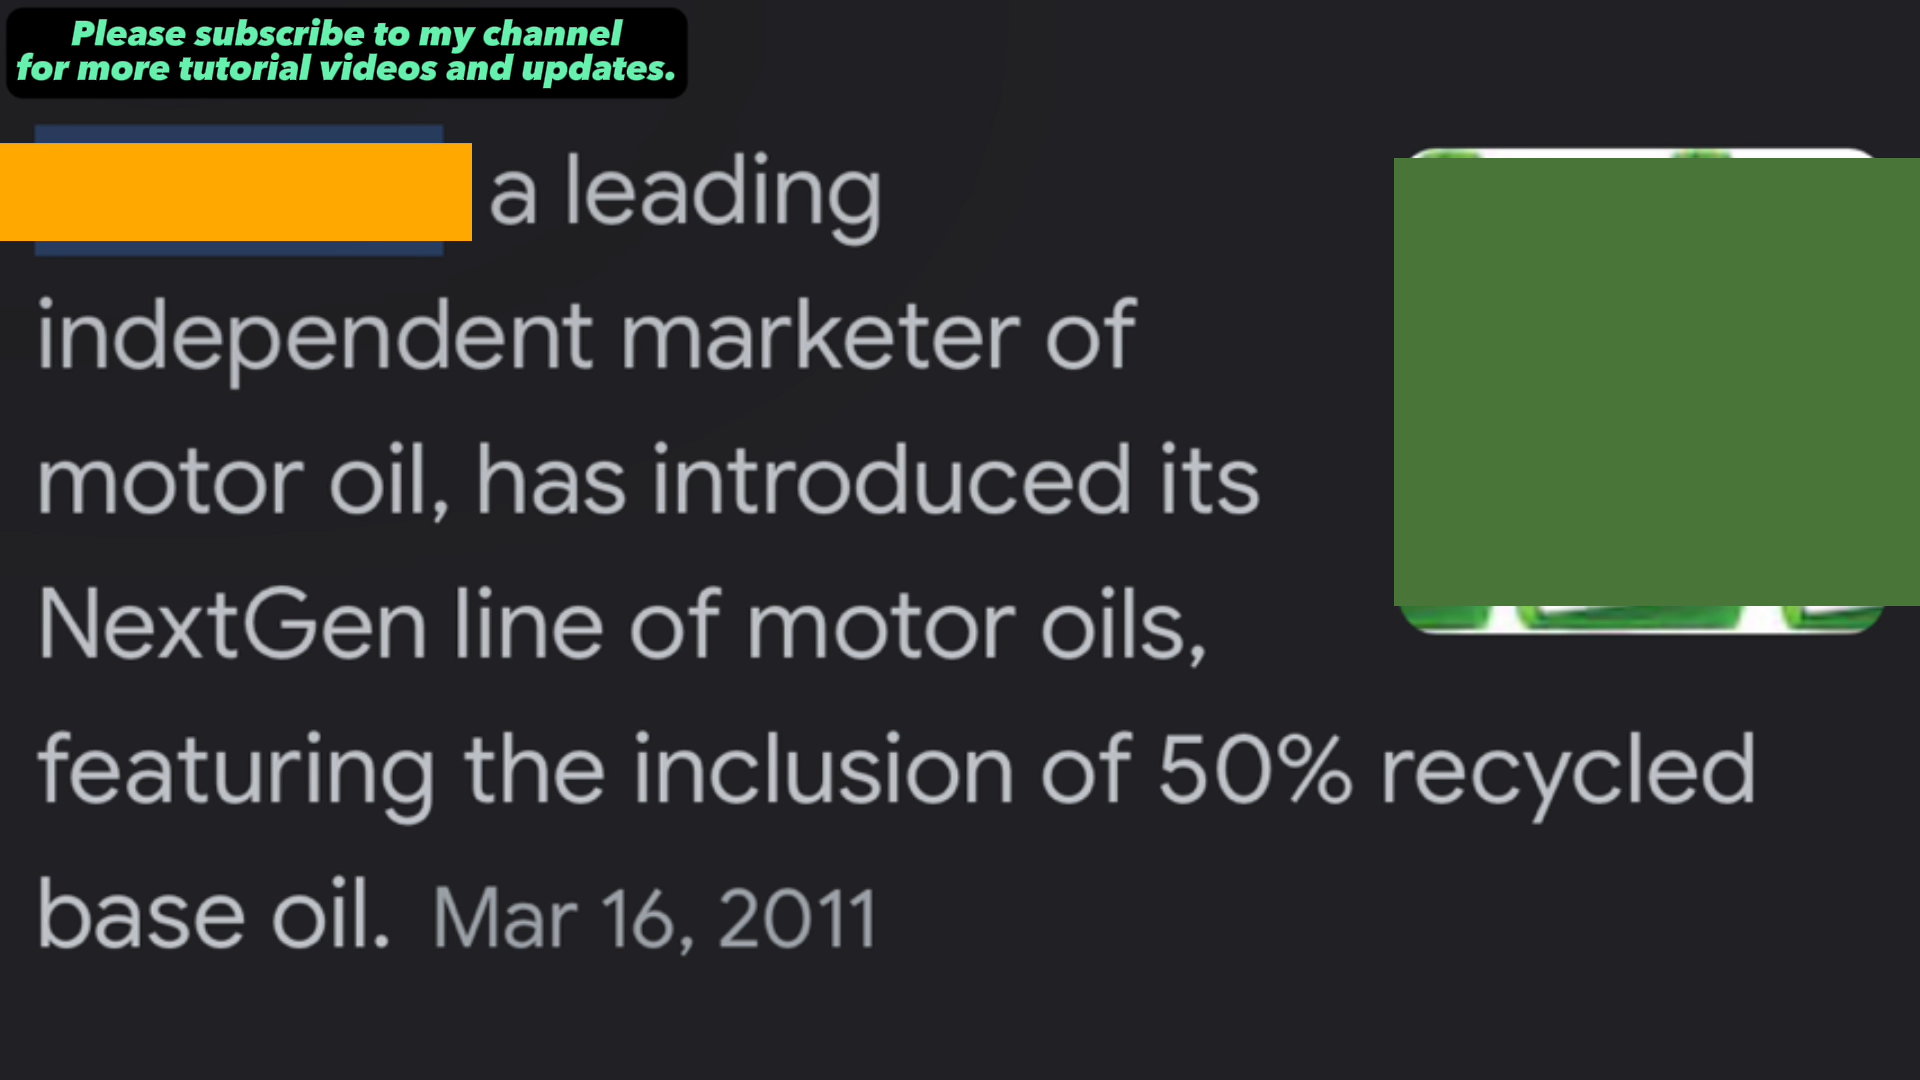 Please subscribe to my channel
for more tutorial videos and updates.
a leading
independent marketer of
motor oil, has introduced its
NextGen line of motor oils,
featuring the inclusion of 50% recycled
base oil. Mar 16, 2011